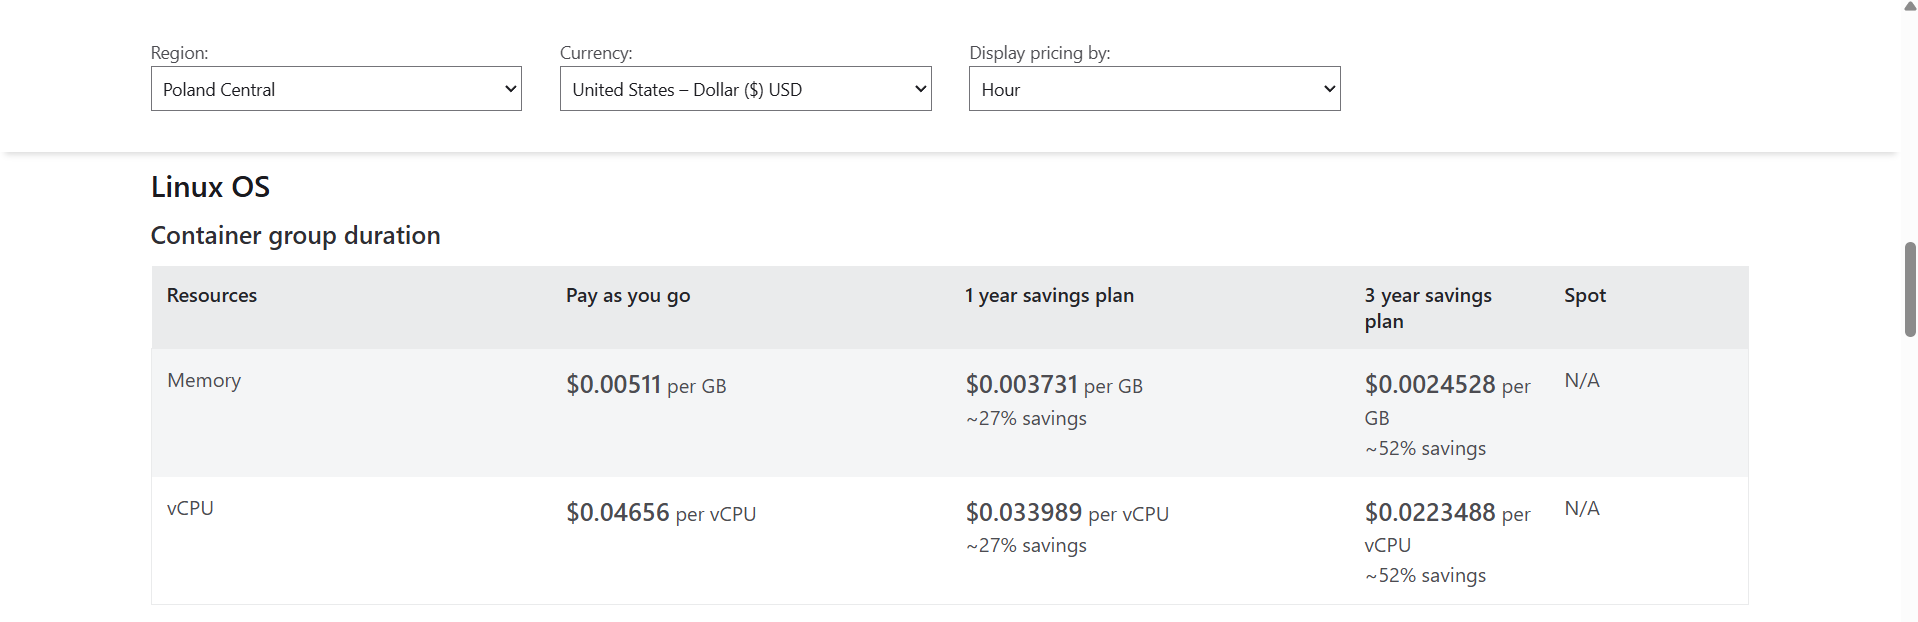 Region:
Currency:
Display pricing by:
Poland Central
United States – Dollar ($) USD
Hour
Linux OS
Container group duration
Resources
Pay as you go
1 year savings plan
3 year savings
plan
Spot
Memory
$0.00511 per GB
$0.003731 per GB
~27% savings
$0.0024528 per
GB
~52% savings
N/A
vCPU
$0.04656 per vCPU
$0.033989 per vCPU
~27% savings
$0.0223488 per
vCPU
~52% savings
N/A